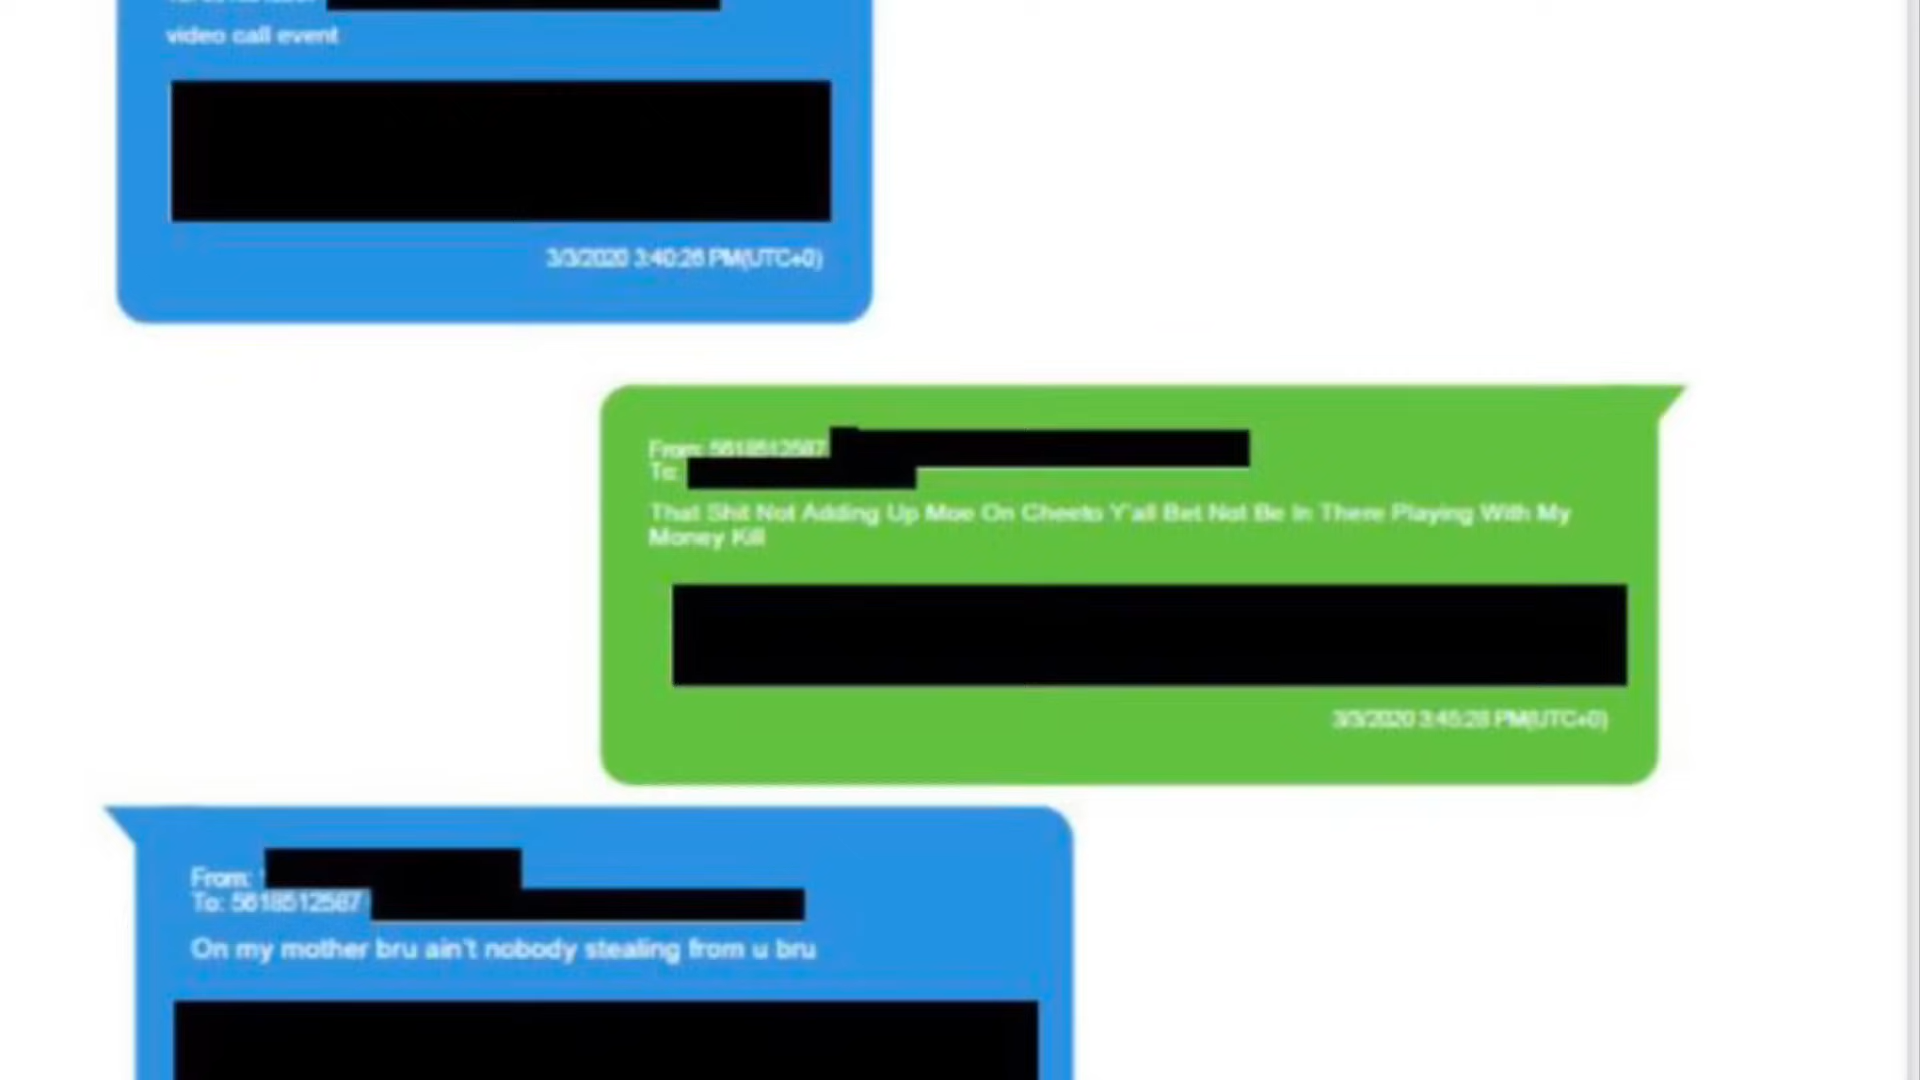 video call event
3/3/2020 3:40:26 PM(UTC+0)
From: 5618512587
To:
That Shit Not Adding Up Moe On Cheeto Y'all Bet Not Be In There Playing With My
Money Kill
3/3/2020 3:45:28 PM(UTC+0)
From:
To: 5618512587
On my mother bru ain't nobody stealing from u bru